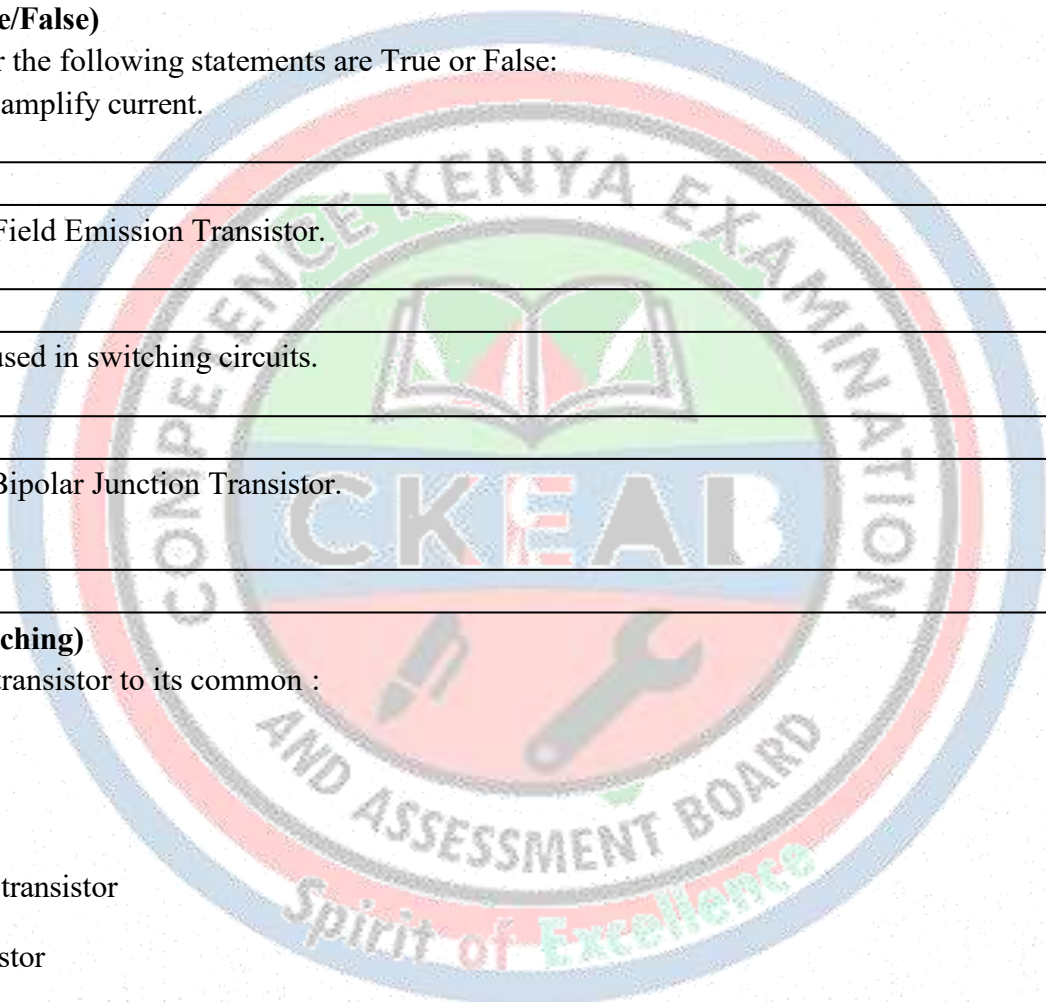 e/False)
r the following statements are True or False:
amplify current.
Field Emission Transistor.
used in switching circuits.
Bipolar Junction Transistor.
ching)
transistor to its common :
transistor
stor
COMPETENCE KENYA EXAMINATION
CKEAB
AND ASSESSMENT BOARD
Spirit of Excellence